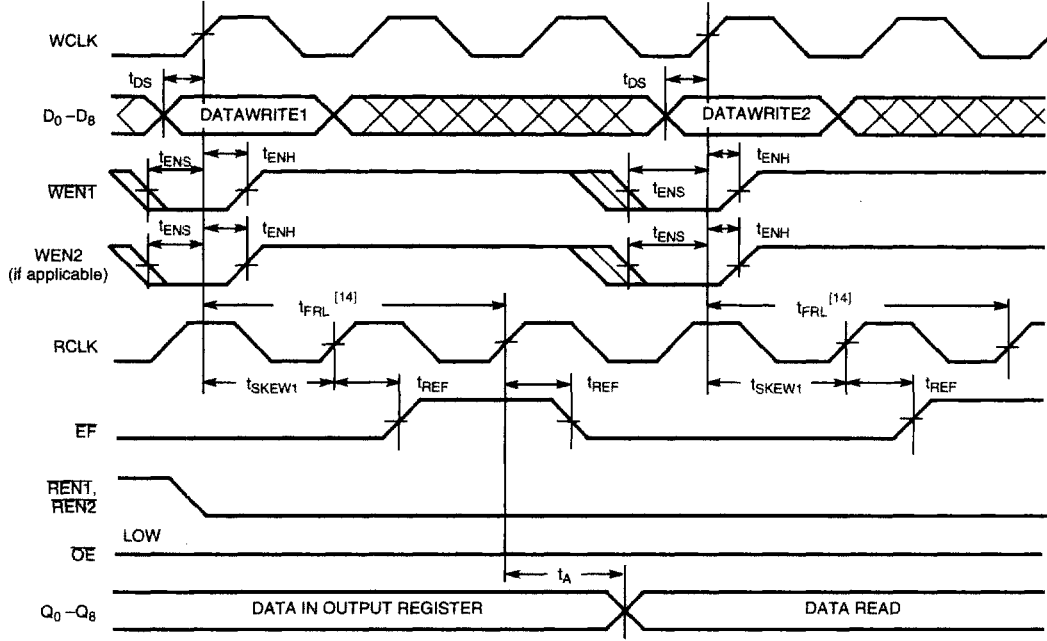 WCLK
tDS tDS
D0–D8 DATAWRITE1 DATAWRITE2
tENS tENH tENH
WEN1 tENS
tENS tENH tENS tENH
WEN2
(if applicable)
tFRL [14] tFRL [14]
RCLK
tSKEW1 tREF tREF tSKEW1 tREF
EF
REN1,
REN2
LOW
OE
tA
Q0–Q8 DATA IN OUTPUT REGISTER DATA READ